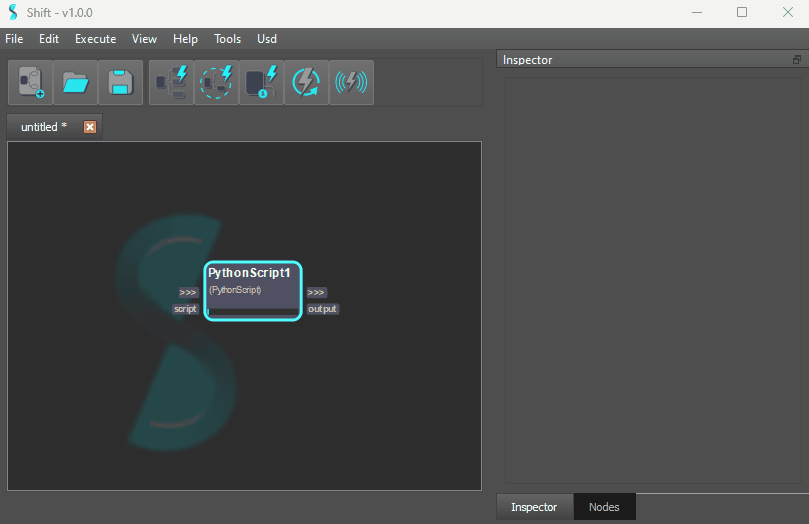 Shift - v1.0.0
File Edit Execute View Help Tools Usd
Inspector
1
untitled *
PythonScript1
(PythonScript)
>>> >>>
script output
Inspector Nodes